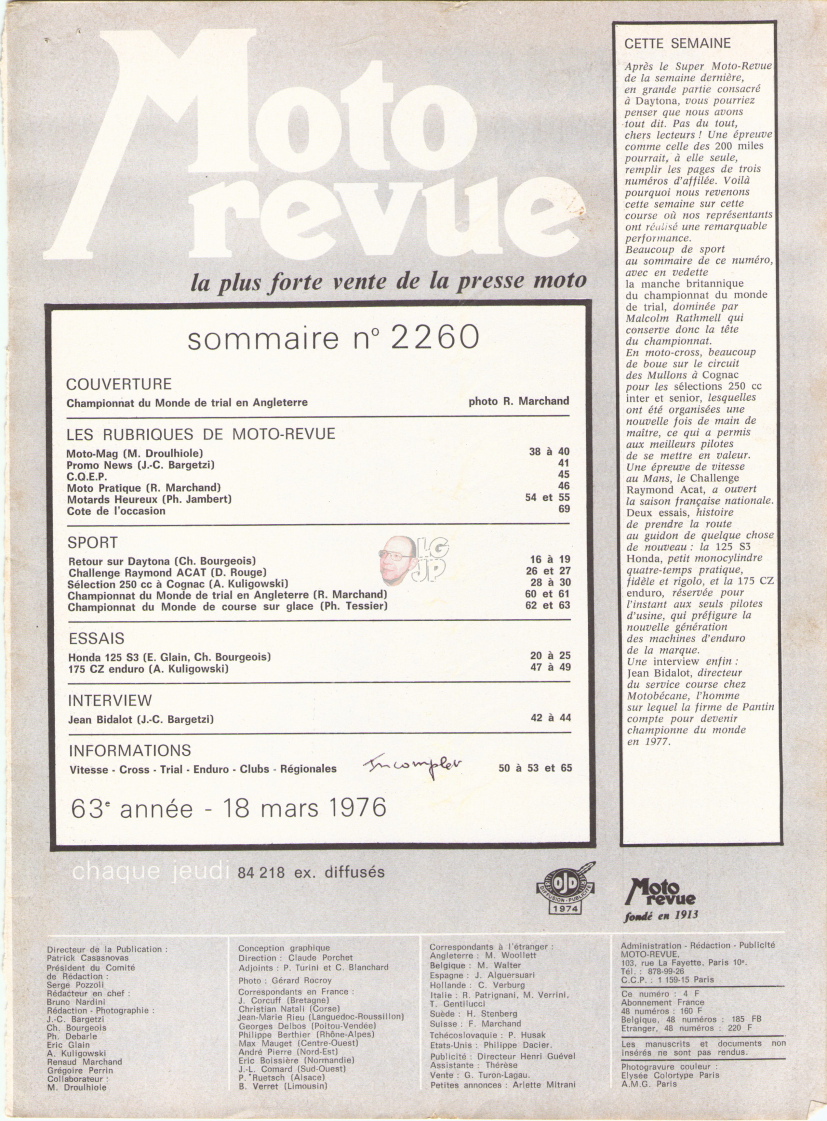 Moto
revue
la plus forte vente de la presse moto
sommaire n° 2260
COUVERTURE
Championnat du Monde de trial en Angleterre photo R. Marchand
LES RUBRIQUES DE MOTO-REVUE
Moto-Mag (M. Droulhiole) 38 à 40
Promo News (J.-C. Bargetzi) 41
C.Q.E.P. 45
Moto Pratique (R. Marchand) 46
Motards Heureux (Ph. Jambert) 54 et 55
Cote de l'occasion 69
SPORT
Retour sur Daytona (Ch. Bourgeois) 16 à 19
Challenge Raymond ACAT (D. Rouge) 26 et 27
Sélection 250 cc à Cognac (A. Kuligowski) 28 à 30
Championnat du Monde de trial en Angleterre (R. Marchand) 60 et 61
Championnat du Monde de course sur glace (Ph. Tessier) 62 et 63
LG
JP
ESSAIS
Honda 125 S3 (E. Glain, Ch. Bourgeois) 20 à 25
175 CZ enduro (A. Kuligowski) 47 à 49
INTERVIEW
Jean Bidalot (J.-C. Bargetzi) 42 à 44
INFORMATIONS
Vitesse - Cross - Trial - Enduro - Clubs - Régionales Incomplet 50 à 53 et 65
63e année - 18 mars 1976
CETTE SEMAINE
Après le Super Moto-Revue
de la semaine dernière,
en grande partie consacré
à Daytona, vous pourriez
penser que nous avons
tout dit. Pas du tout,
chers lecteurs ! Une épreuve
comme celle des 200 miles
pourrait, à elle seule,
remplir les pages de trois
numéros d'affilée. Voilà
pourquoi nous revenons
cette semaine sur cette
course où nos représentants
ont réalisé une remarquable
performance.
Beaucoup de sport
au sommaire de ce numéro,
avec en vedette
la manche britannique
du championnat du monde
de trial, dominée par
Malcolm Rathmell qui
conserve donc la tête
du championnat.
En moto-cross, beaucoup
de boue sur le circuit
des Mullons à Cognac
pour les sélections 250 cc
inter et senior, lesquelles
ont été organisées une
nouvelle fois de main de
maître, ce qui a permis
aux meilleurs pilotes
de se mettre en valeur.
Une épreuve de vitesse
au Mans, le Challenge
Raymond Acat, a ouvert
la saison française nationale.
Deux essais, histoire
de prendre la route
au guidon de quelque chose
de nouveau : la 125 S3
Honda, petit monocylindre
quatre-temps pratique,
fidèle et rigolo, et la 175 CZ
enduro, réservée pour
l'instant aux seuls pilotes
d'usine, qui préfigure la
nouvelle génération
des machines d'enduro
de la marque.
Une interview enfin :
Jean Bidalot, directeur
du service course chez
Motobécane, l'homme
sur lequel la firme de Pantin
compte pour devenir
championne du monde
en 1977.
chaque jeudi 84 218 ex. diffusés
OJD
DIFFUSION-PUBLICITE
1974
Moto
revue
fondé en 1913
Directeur de la Publication :
Patrick Casasnovas
Président du Comité
de Rédaction :
Serge Pozzoli
Rédacteur en chef :
Bruno Nardini
Rédaction - Photographie :
J.-C. Bargetzi
Ch. Bourgeois
Ph. Debarle
Eric Glain
A. Kuligowski
Renaud Marchand
Grégoire Perrin
Collaborateur :
M. Droulhiole
Conception graphique
Direction : Claude Porchet
Adjoints : P. Turini et C. Blanchard
Photo : Gérard Rocroy
Correspondants en France :
J. Corcuff (Bretagne)
Christian Natali (Corse)
Jean-Marie Rieu (Languedoc-Roussillon)
Georges Delbos (Poitou-Vendée)
Philippe Berthier (Rhône-Alpes)
Max Mauget (Centre-Ouest)
André Pierre (Nord-Est)
Eric Boissière (Normandie)
J.-L. Comard (Sud-Ouest)
P. Ruetsch (Alsace)
B. Verret (Limousin)
Correspondants à l'étranger :
Angleterre : M. Woollett
Belgique : M. Walter
Espagne : J. Alguersuari
Hollande : C. Verburg
Italie : R. Patrignani, M. Verrini.
T. Gentilucci
Suède : H. Stenberg
Suisse : F. Marchand
Tchécoslovaquie : P. Husak
Etats-Unis : Philippe Dacier.
Publicité : Directeur Henri Guével
Assistante : Thérèse
Vente : G. Turon-Lagau.
Petites annonces : Arlette Mitrani
Administration - Rédaction - Publicité
MOTO-REVUE.
103, rue La Fayette, Paris 10e.
Tél. : 878-99-26
C.C.P. : 1 159-15 Paris
Ce numéro : 4 F
Abonnement France
48 numéros : 160 F
Belgique, 48 numéros : 185 FB
Etranger, 48 numéros : 220 F
Les manuscrits et documents non
insérés ne sont pas rendus.
Photogravure couleur :
Elysée Colortype Paris
A.M.G. Paris